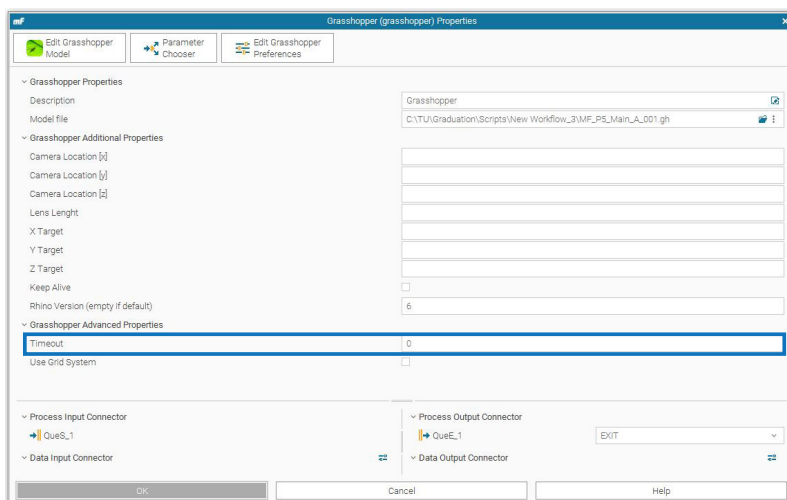 mF Grasshopper (grasshopper) Properties x
Edit Grasshopper
Model
Parameter
Chooser
Edit Grasshopper
Preferences
Grasshopper Properties
Description Grasshopper
Model file C:\TU\Graduation\Scripts\New Workflow_3\MF_P5_Main_A_001.gh
Grasshopper Additional Properties
Camera Location [x]
Camera Location [y]
Camera Location [z]
Lens Lenght
X Target
Y Target
Z Target
Keep Alive
Rhino Version (empty if default) 6
Grasshopper Advanced Properties
Timeout 0
Use Grid System
Process Input Connector Process Output Connector
QueS_1 QueE_1 EXIT
Data Input Connector Data Output Connector
OK Cancel Help